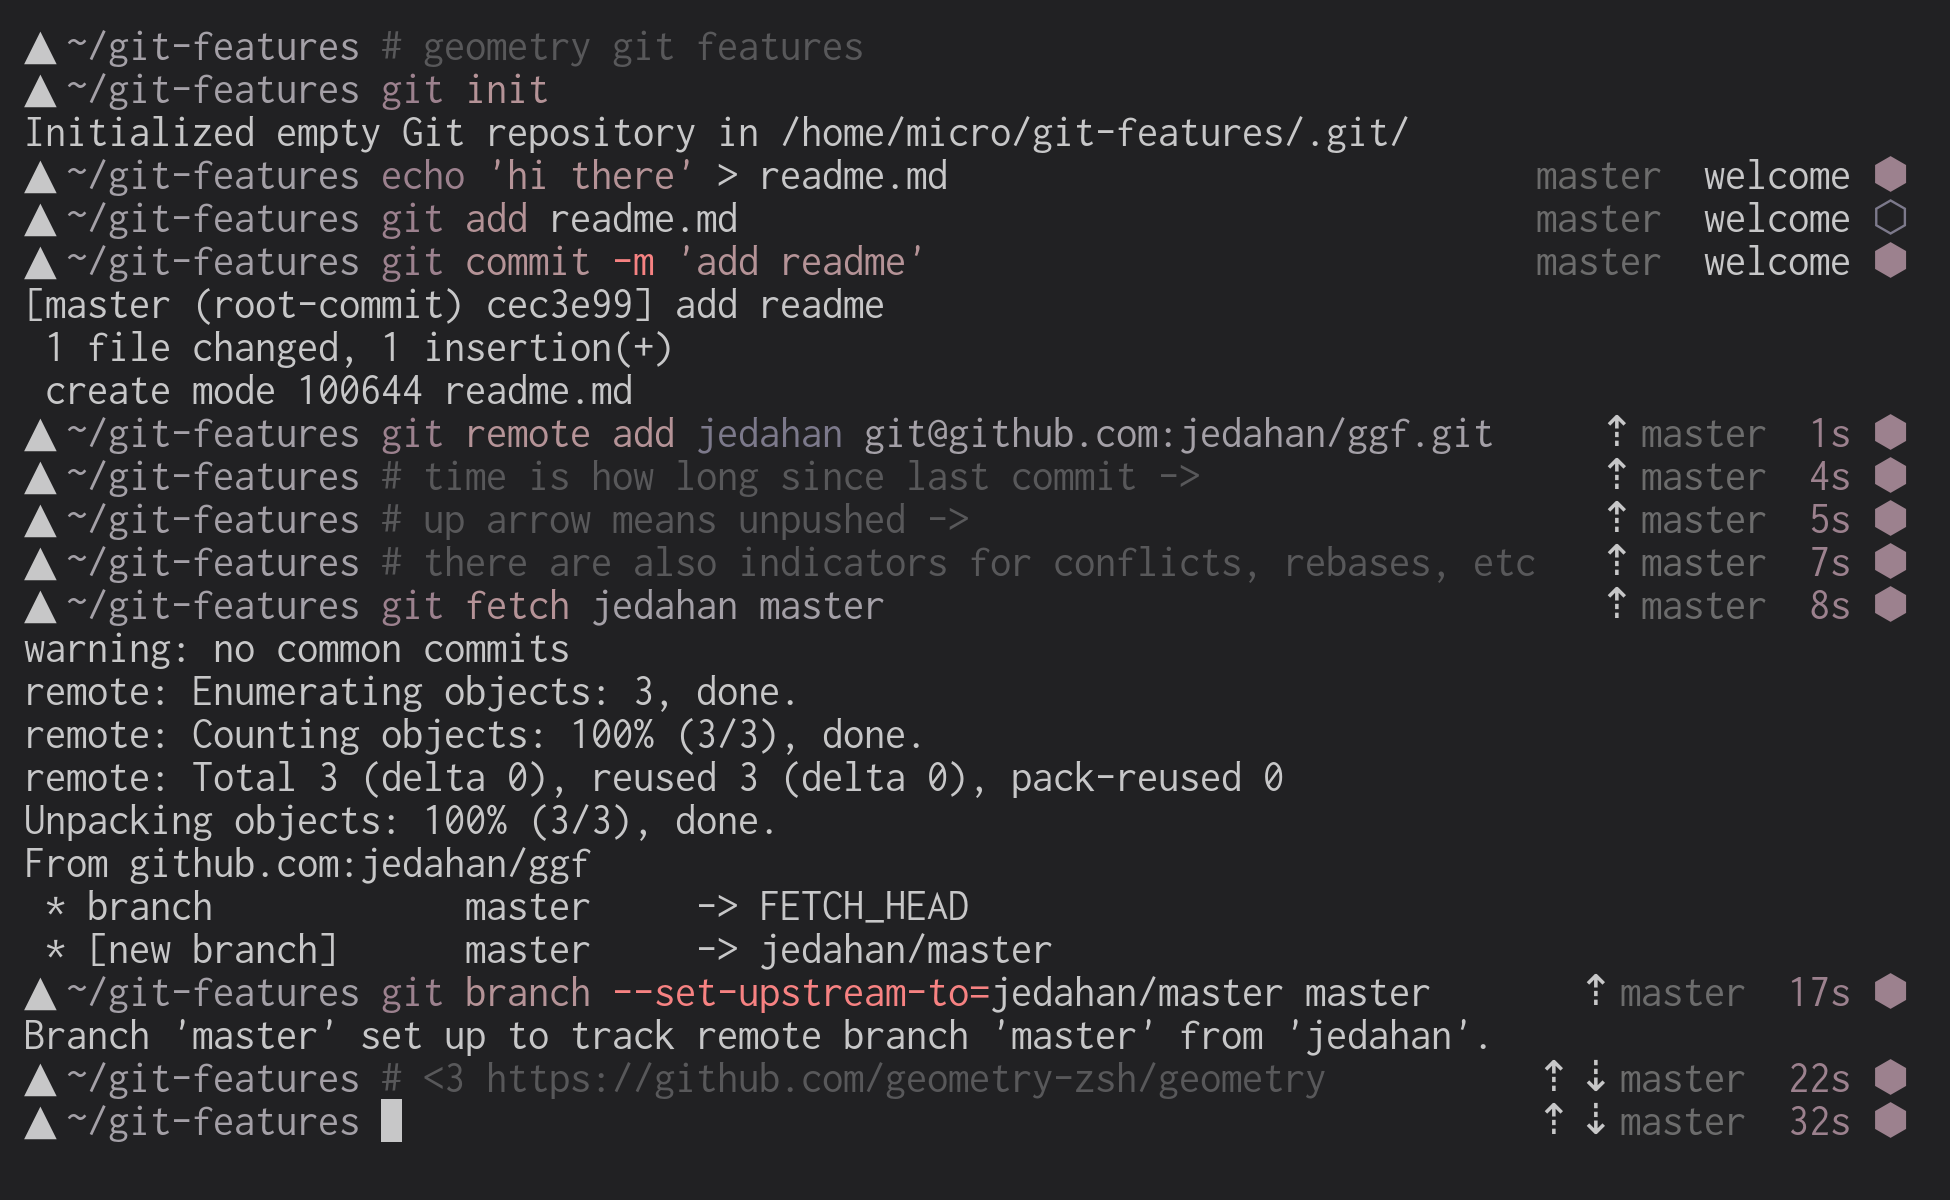 ▲ ~/git-features # geometry git features
▲ ~/git-features git init
Initialized empty Git repository in /home/micro/git-features/.git/
▲ ~/git-features echo 'hi there' > readme.md master welcome ⬢
▲ ~/git-features git add readme.md master welcome ⬡
▲ ~/git-features git commit -m 'add readme' master welcome ⬢
[master (root-commit) cec3e99] add readme
 1 file changed, 1 insertion(+)
 create mode 100644 readme.md
▲ ~/git-features git remote add jedahan git@github.com:jedahan/ggf.git ⇡ master 1s ⬢
▲ ~/git-features # time is how long since last commit -> ⇡ master 4s ⬢
▲ ~/git-features # up arrow means unpushed -> ⇡ master 5s ⬢
▲ ~/git-features # there are also indicators for conflicts, rebases, etc ⇡ master 7s ⬢
▲ ~/git-features git fetch jedahan master ⇡ master 8s ⬢
warning: no common commits
remote: Enumerating objects: 3, done.
remote: Counting objects: 100% (3/3), done.
remote: Total 3 (delta 0), reused 3 (delta 0), pack-reused 0
Unpacking objects: 100% (3/3), done.
From github.com:jedahan/ggf
 * branch            master     -> FETCH_HEAD
 * [new branch]      master     -> jedahan/master
▲ ~/git-features git branch --set-upstream-to=jedahan/master master ⇡ master 17s ⬢
Branch 'master' set up to track remote branch 'master' from 'jedahan'.
▲ ~/git-features # <3 https://github.com/geometry-zsh/geometry ⇡ ⇣ master 22s ⬢
▲ ~/git-features ⇡ ⇣ master 32s ⬢